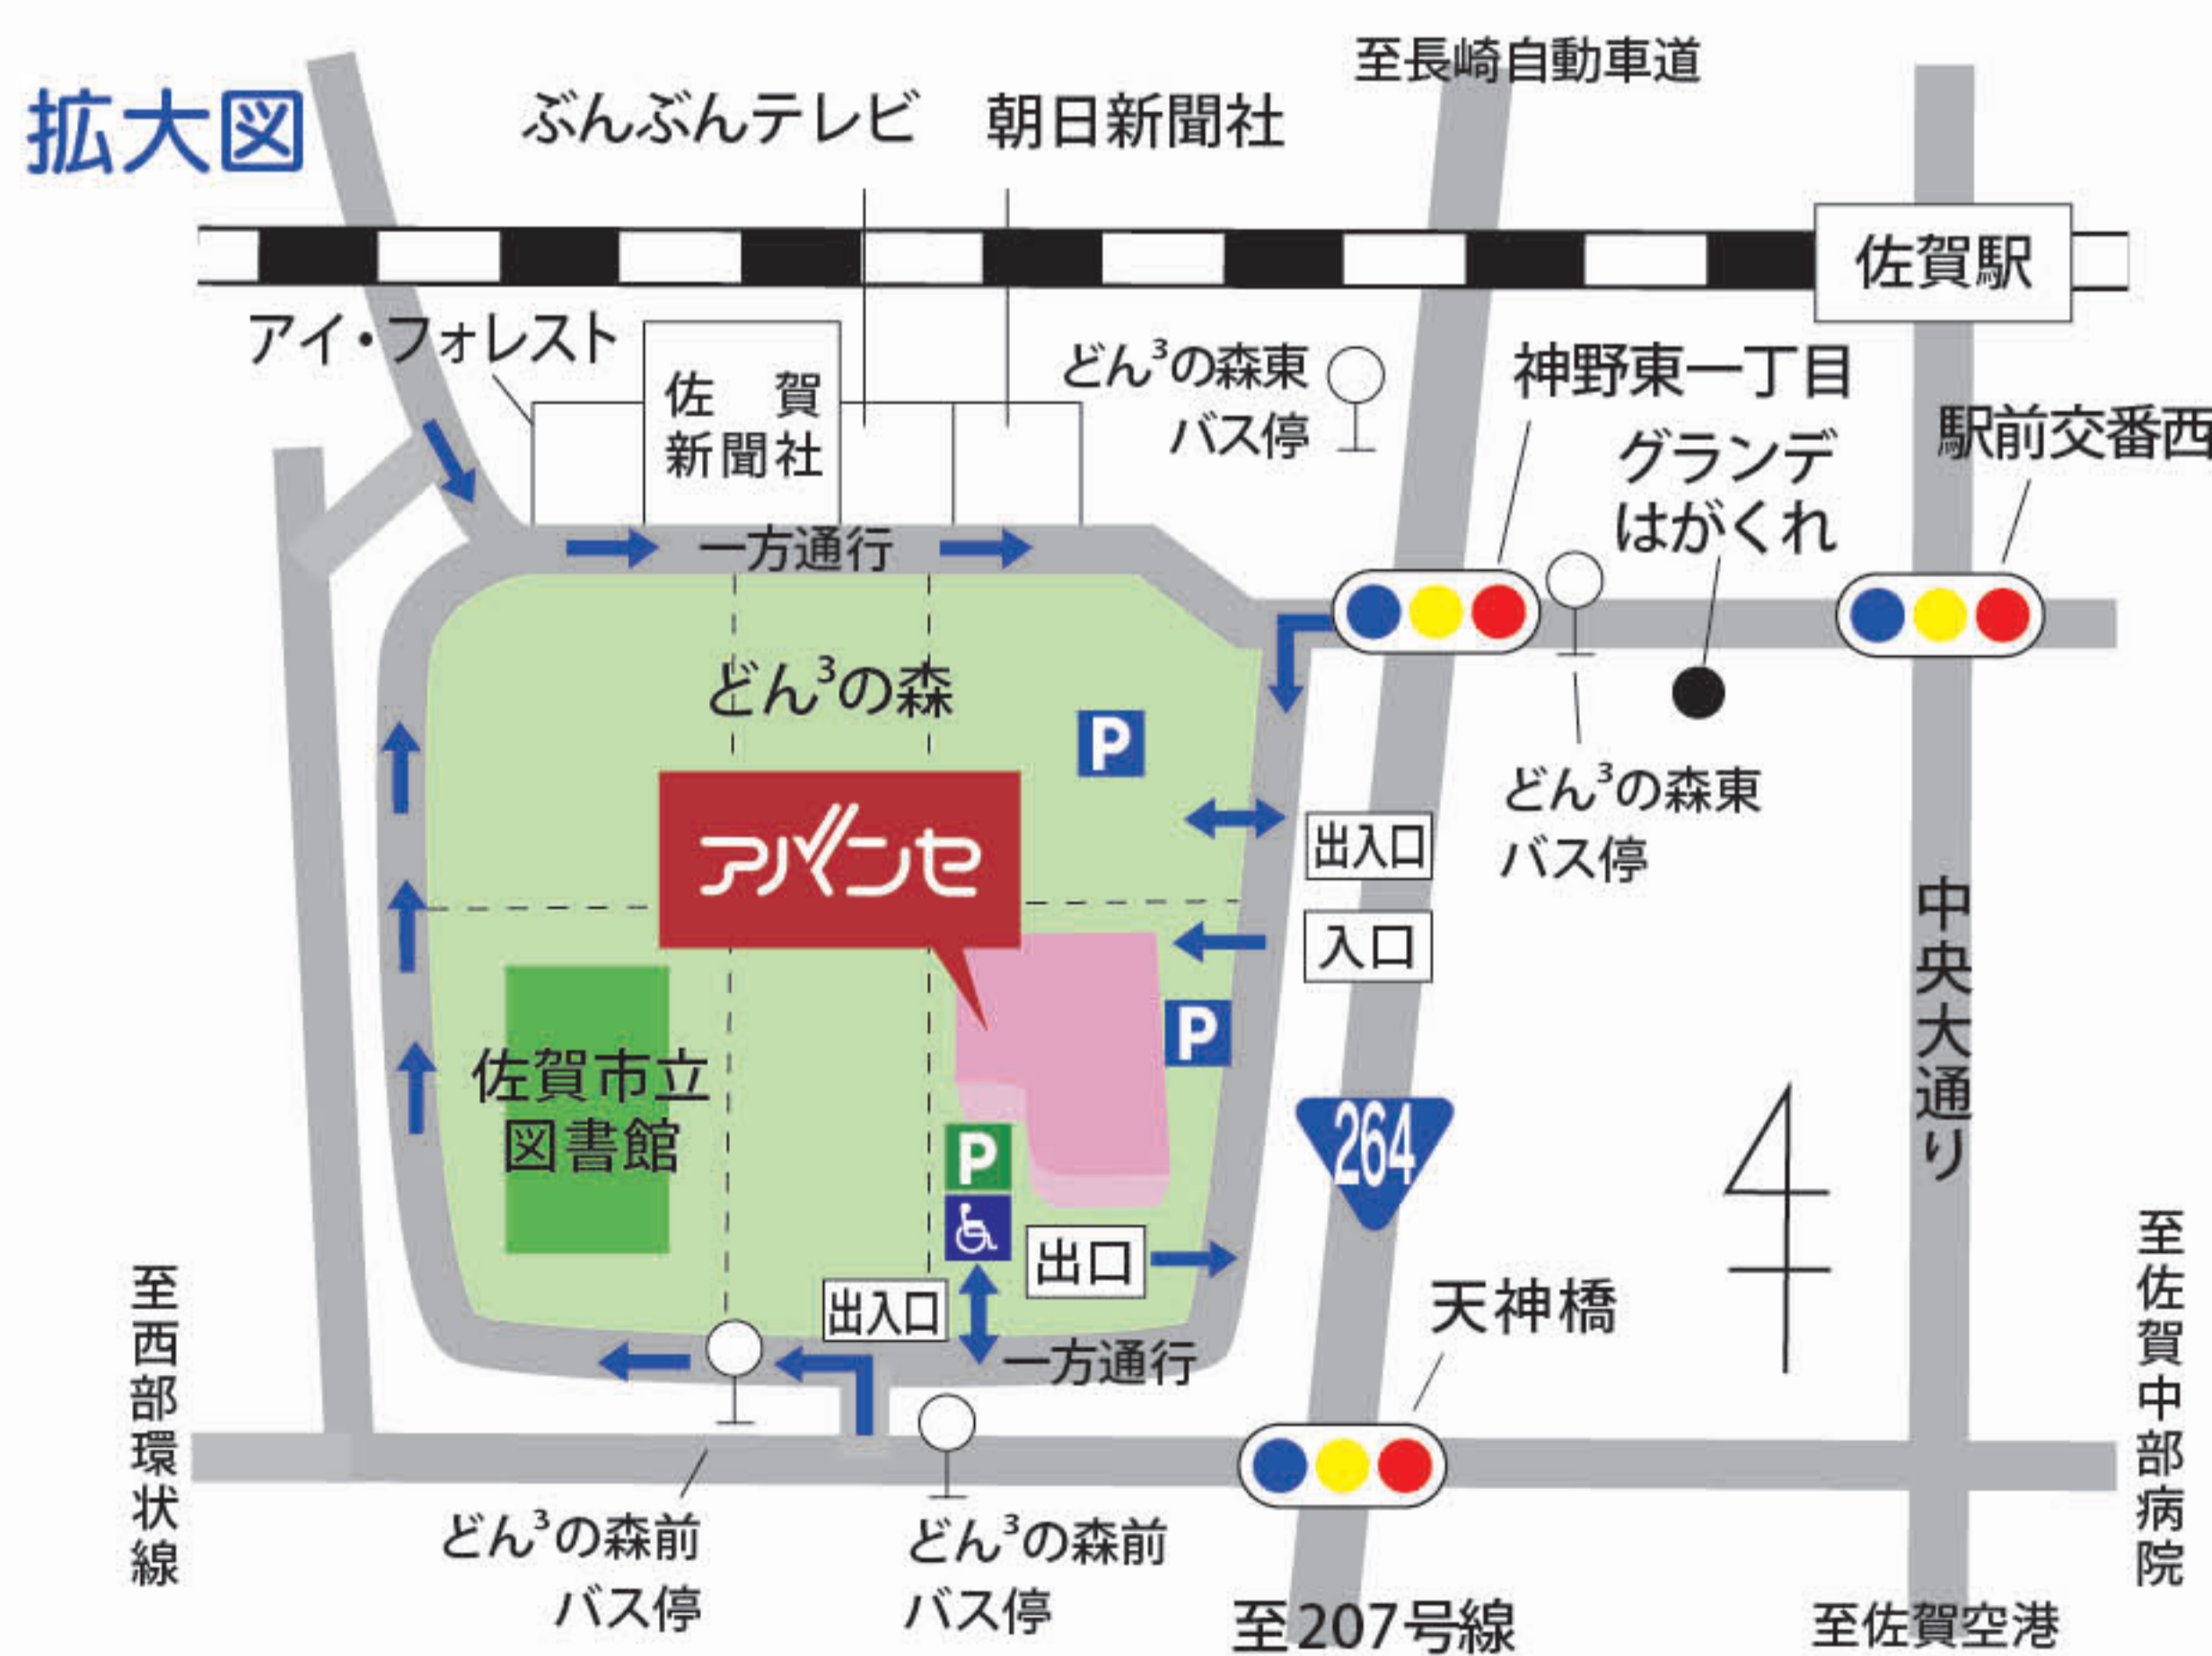 拡大図
至長崎自動車道
ぶんぶんテレビ
朝日新聞社
佐賀駅
アイ・フォレスト
佐　賀
新聞社
どん³の森東
バス停
神野東一丁目
グランデ
はがくれ
駅前交番西
一方通行
どん³の森
P
アバンセ
どん³の森東
バス停
出入口
入口
P
中央大通り
佐賀市立
図書館
264
P
出口
出入口
一方通行
天神橋
至西部環状線
至佐賀中部病院
どん³の森前
バス停
どん³の森前
バス停
至207号線
至佐賀空港